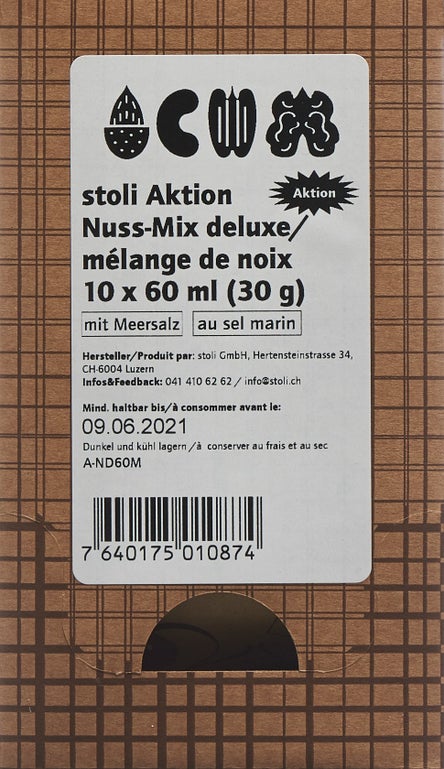 stoli Aktion
Aktion
Nuss-Mix deluxe/
mélange de noix
10 x 60 ml (30 g)
mit Meersalz au sel marin
Hersteller/Produit par: stoli GmbH, Hertensteinstrasse 34,
CH-6004 Luzern
Infos&Feedback: 041 410 62 62 / info@stoli.ch
Mind. haltbar bis/à consommer avant le:
09.06.2021
Dunkel und kühl lagern /à conserver au frais et au sec
A-ND60M
7 640175 010874